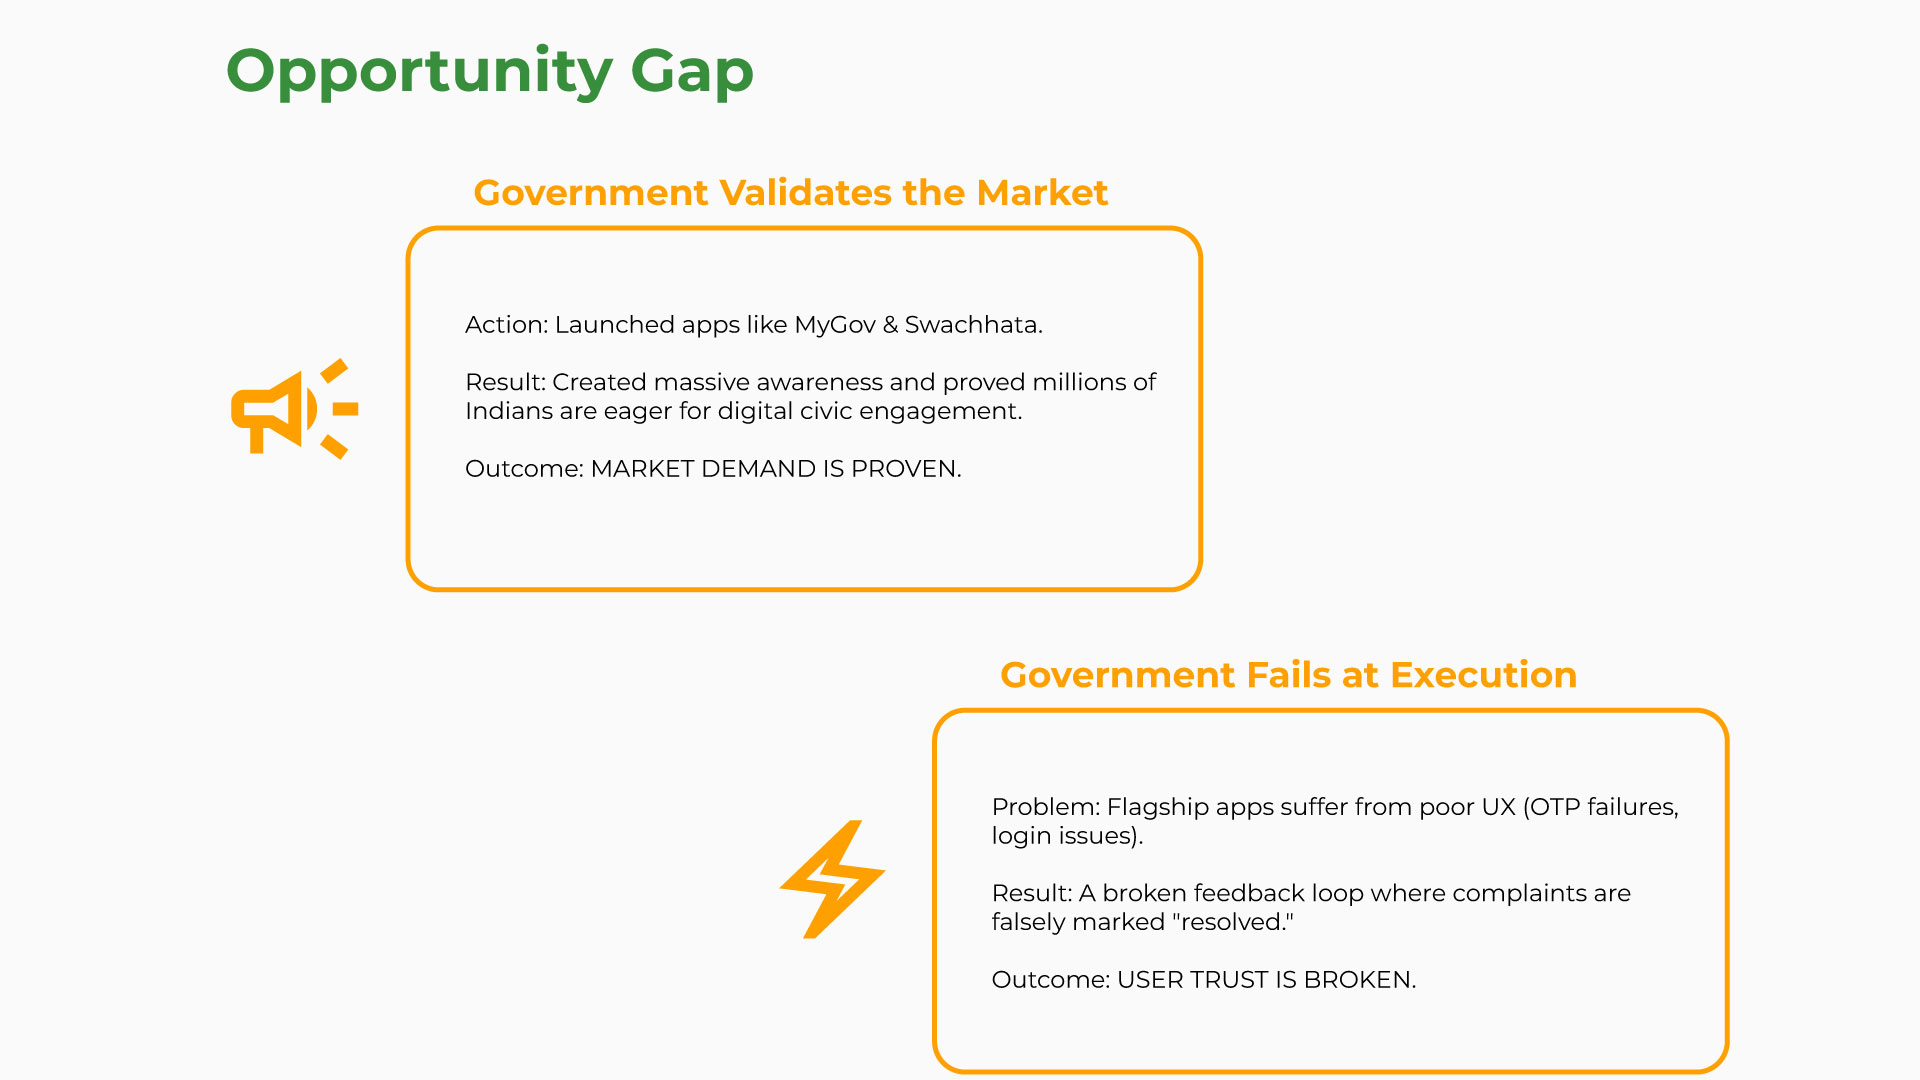 Opportunity Gap
Government Validates the Market
Action: Launched apps like MyGov & Swachhata.
Result: Created massive awareness and proved millions of
Indians are eager for digital civic engagement.
Outcome: MARKET DEMAND IS PROVEN.
Government Fails at Execution
Problem: Flagship apps suffer from poor UX (OTP failures,
login issues).
Result: A broken feedback loop where complaints are
falsely marked "resolved."
Outcome: USER TRUST IS BROKEN.